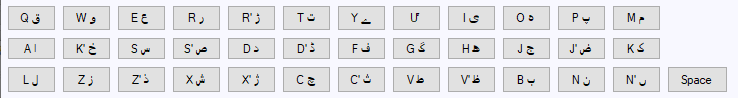 Q ق W و E ع R ر R' ڑ T ت Y ے I ی O ہ P پ M م
A ا K' خ S س S' ص D د D' ڈ F ف G گ H ھ J ج J' ض K ک
L ل Z ز Z' ذ X ش X' ژ C چ C' ث V ط V' ظ B ب N ن N' ں Space